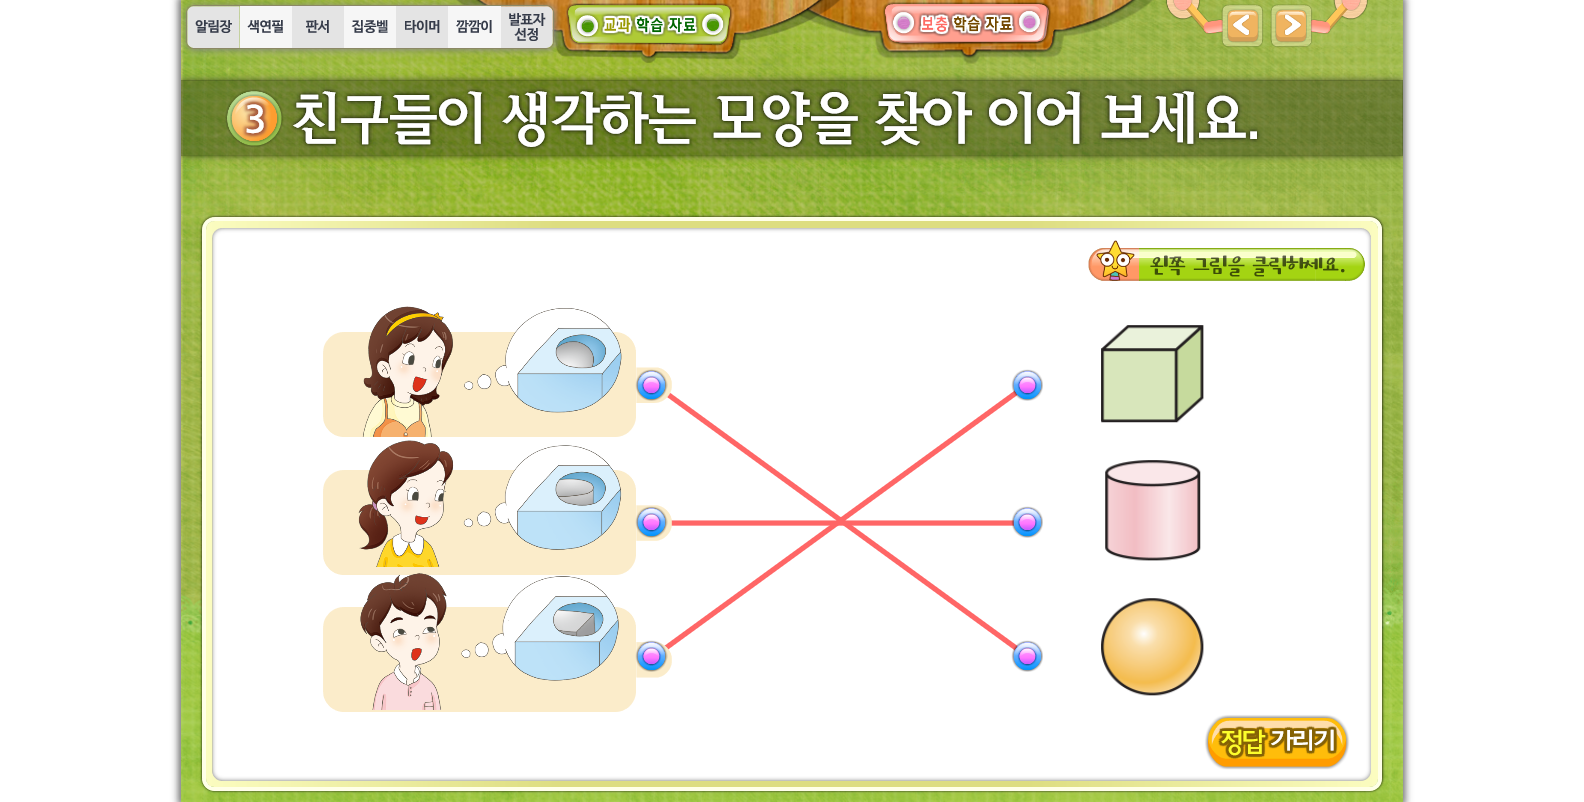 알림장 색연필 판서 집중벨 타이머 깜깜이 발표자 선정
교과 학습 자료
보충 학습 자료
3 친구들이 생각하는 모양을 찾아 이어 보세요.
왼쪽 그림을 클릭하세요.
정답 가리기